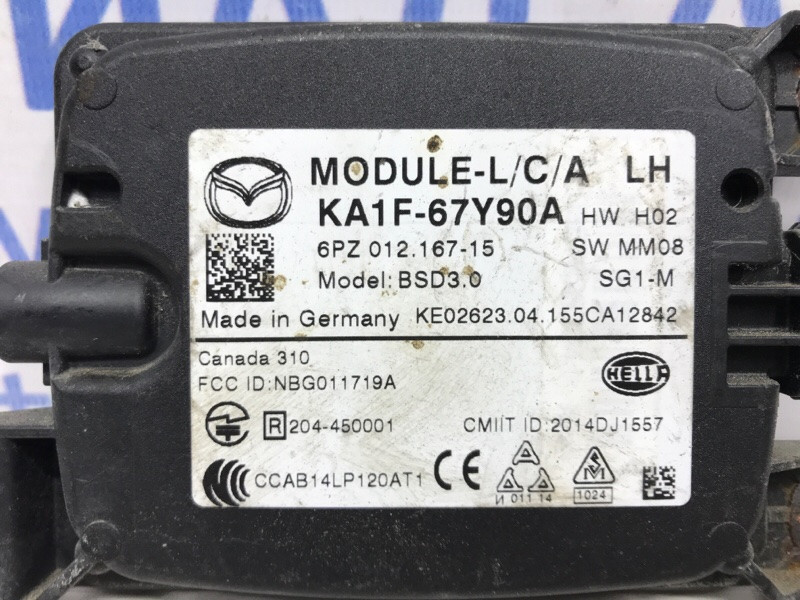 MODULE-L/C/A LH
KA1F-67Y90A HW H02
6PZ 012.167-15 SW MM08
Model: BSD3.0 SG1-M
Made in Germany KE02623.04.155CA12842
Canada 310
FCC ID:NBG011719A
HELLA
R 204-450001 CMIIT ID:2014DJ1557
CCAB14LP120AT1 CE
И 011 14
1024